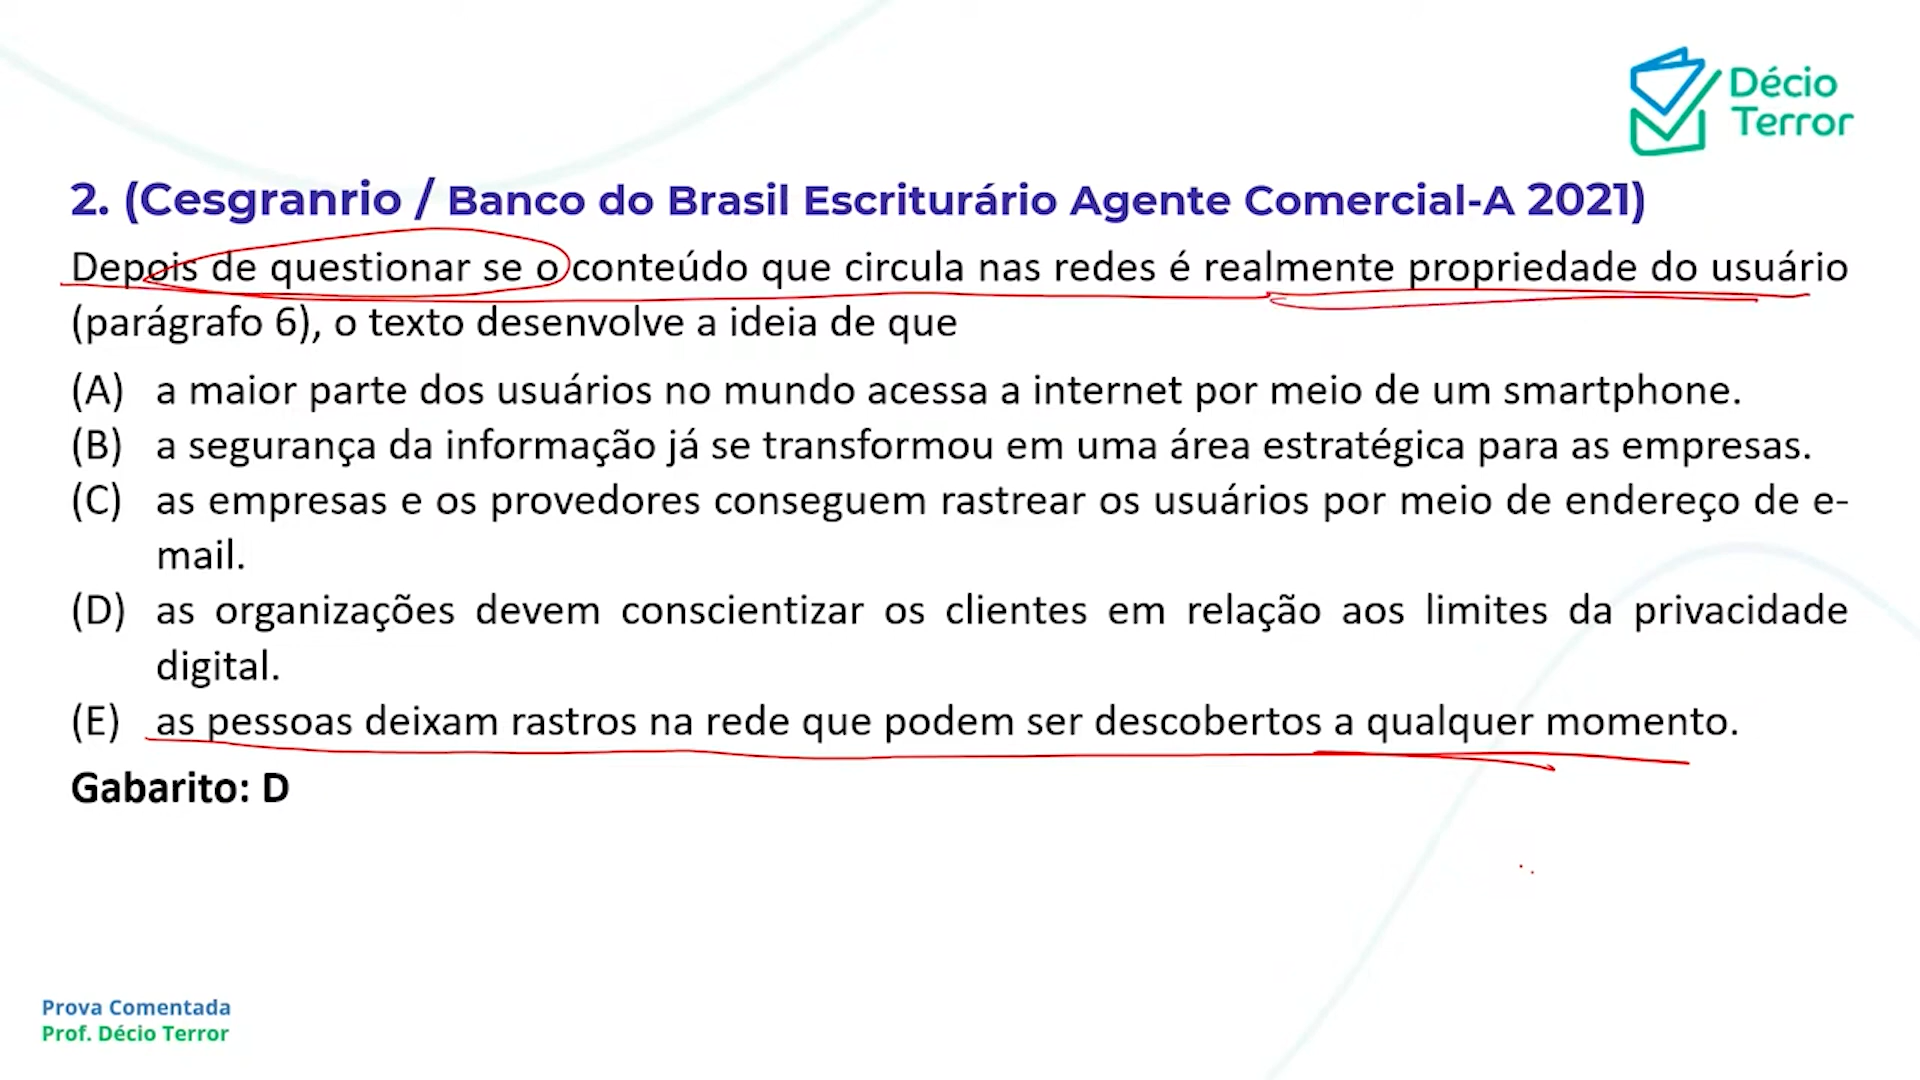 Décio
Terror
2. (Cesgranrio / Banco do Brasil Escriturário Agente Comercial-A 2021)
Depois de questionar se o conteúdo que circula nas redes é realmente propriedade do usuário
(parágrafo 6), o texto desenvolve a ideia de que
(A) a maior parte dos usuários no mundo acessa a internet por meio de um smartphone.
(B) a segurança da informação já se transformou em uma área estratégica para as empresas.
(C) as empresas e os provedores conseguem rastrear os usuários por meio de endereço de e-
mail.
(D) as organizações devem conscientizar os clientes em relação aos limites da privacidade
digital.
(E) as pessoas deixam rastros na rede que podem ser descobertos a qualquer momento.
Gabarito: D
Prova Comentada
Prof. Décio Terror